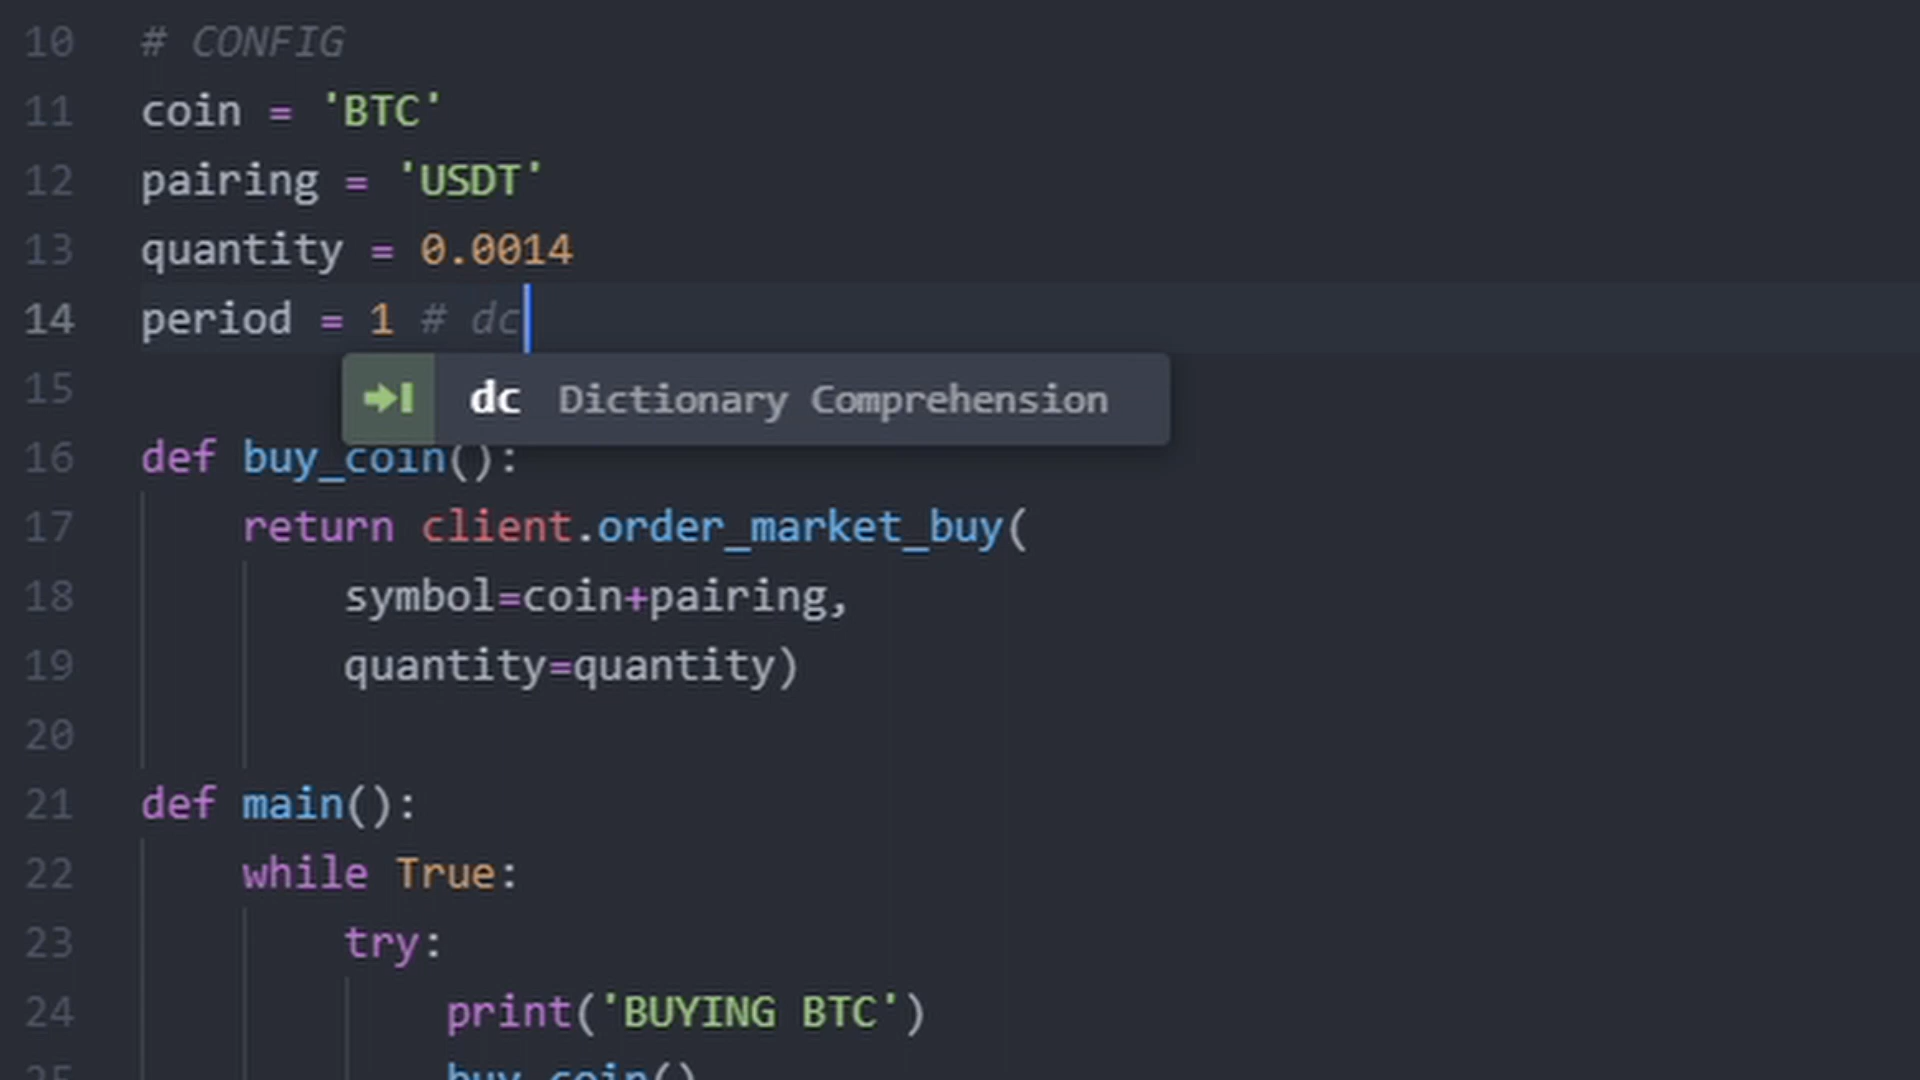 10 # CONFIG
11 coin = 'BTC'
12 pairing = 'USDT'
13 quantity = 0.0014
14 period = 1 # dc
dc Dictionary Comprehension
15
16 def buy_coin():
17 return client.order_market_buy(
18 symbol=coin+pairing,
19 quantity=quantity)
20
21 def main():
22 while True:
23 try:
24 print('BUYING BTC')
25 buy_coin()